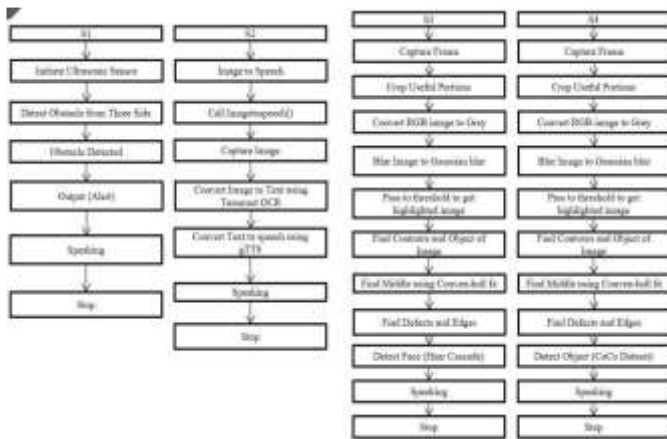 S1
Initiate Ultrasonic Sensor
Detect Obstacle from Three Side
Obstacle Detected
Output (Alert)
Speaking
Stop
S2
Image to Speech
Call Imagetospeech()
Capture Image
Convert Image to Text using
Tesseract OCR
Convert Text to speech using
gTTS
Speaking
Stop
S3
Capture Frame
Crop Useful Portions
Convert RGB image to Grey
Blur Image to Gaussian blur
Pass to threshold to get
highlighted image
Find Contours and Object of
Image
Find Middle using Convex-hull fit
Find Defects and Edges
Detect Face (Haar Cascade)
Speaking
Stop
S4
Capture Frame
Crop Useful Portions
Convert RGB image to Grey
Blur Image to Gaussian blur
Pass to threshold to get
highlighted image
Find Contours and Object of
Image
Find Middle using Convex-hull fit
Find Defects and Edges
Detect Object (CoCo Dataset)
Speaking
Stop